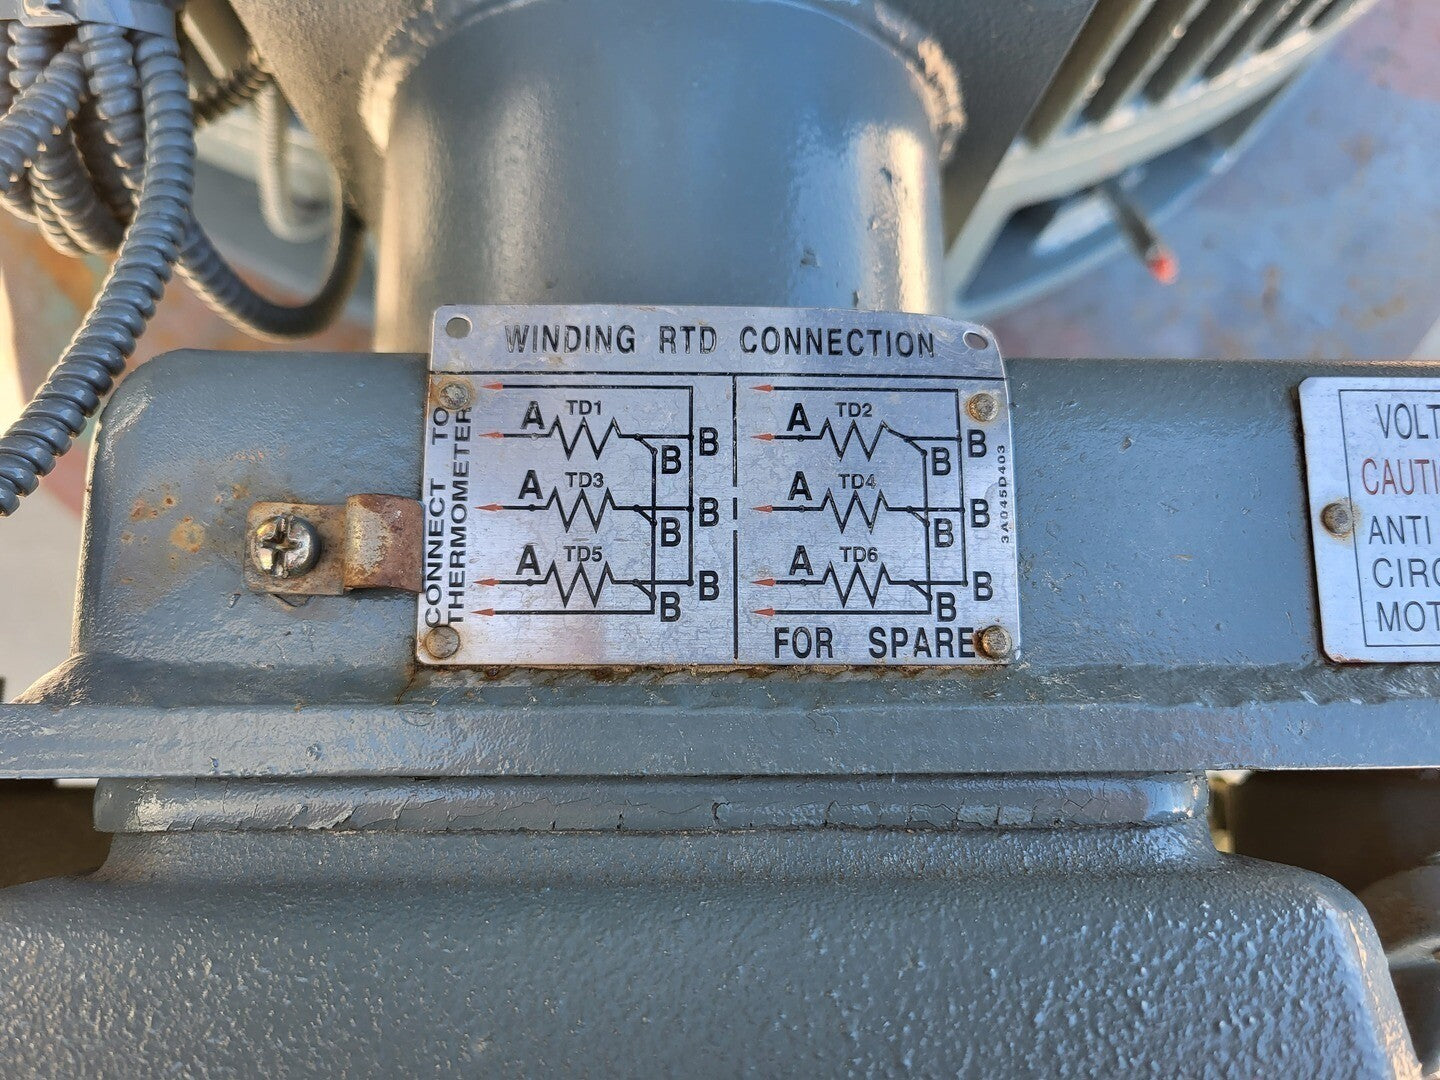 WINDING RTD CONNECTION
CONNECT TO
THERMOMETER
A TD1 B
B
A TD3 B
B
A TD5 B
B
A TD2 B
B
A TD4 B
B
A TD6 B
B
FOR SPARE
3A045D403
VOLT
CAUTI
ANTI
CIRC
MOT